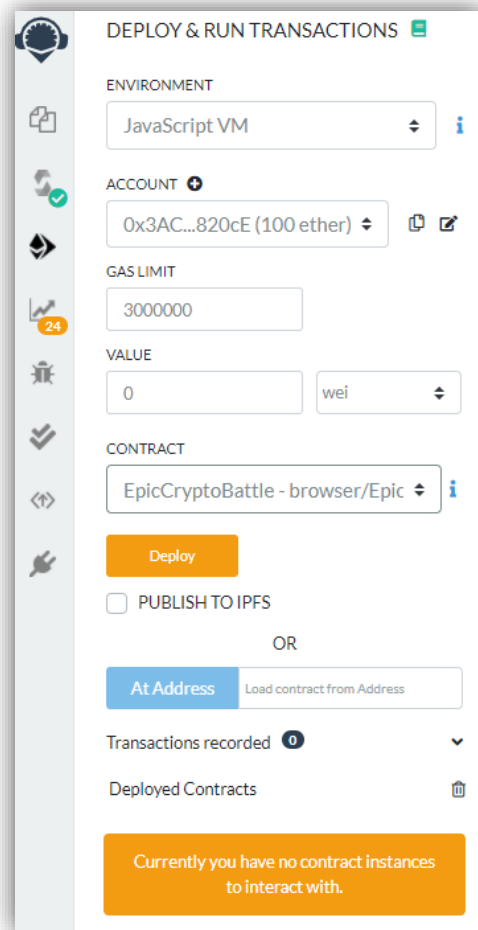 DEPLOY & RUN TRANSACTIONS
ENVIRONMENT
JavaScript VM
ACCOUNT
0x3AC...820cE (100 ether)
GAS LIMIT
3000000
24
VALUE
0 wei
CONTRACT
EpicCryptoBattle - browser/Epic
Deploy
PUBLISH TO IPFS
OR
At Address Load contract from Address
Transactions recorded 0
Deployed Contracts
Currently you have no contract instances
to interact with.